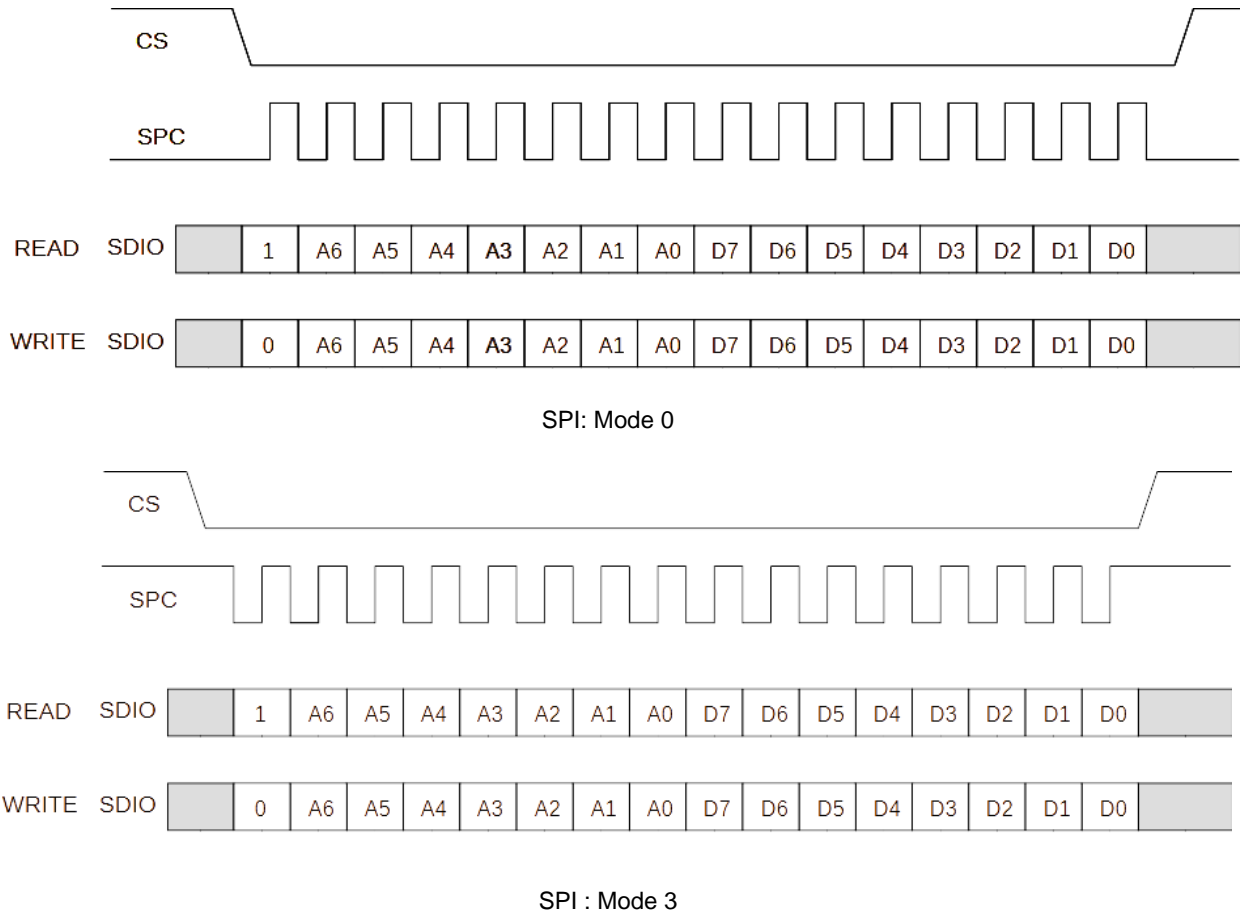 CS
SPC
READ SDIO 1 A6 A5 A4 A3 A2 A1 A0 D7 D6 D5 D4 D3 D2 D1 D0
WRITE SDIO 0 A6 A5 A4 A3 A2 A1 A0 D7 D6 D5 D4 D3 D2 D1 D0
SPI: Mode 0
CS
SPC
READ SDIO 1 A6 A5 A4 A3 A2 A1 A0 D7 D6 D5 D4 D3 D2 D1 D0
WRITE SDIO 0 A6 A5 A4 A3 A2 A1 A0 D7 D6 D5 D4 D3 D2 D1 D0
SPI : Mode 3